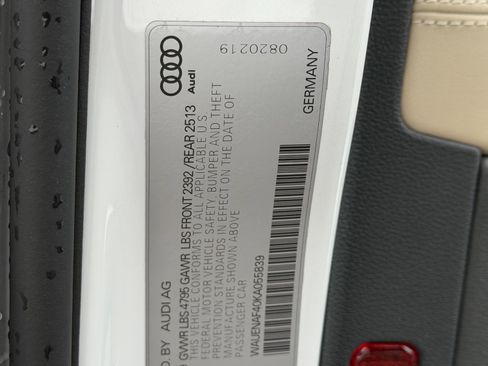 D. BY AUDI AG
GVWR LBS 4795 GAWR LBS FRONT 2392 / REAR 2513
THIS VEHICLE CONFORMS TO ALL APPLICABLE U S
FEDERAL MOTOR VEHICLE SAFETY, BUMPER AND THEFT
PREVENTION STANDARDS IN EFFECT ON THE DATE OF
MANUFACTURE SHOWN ABOVE
PASSENGER CAR
WAUENAF40KA055839
GERMANY
Audi
0820219